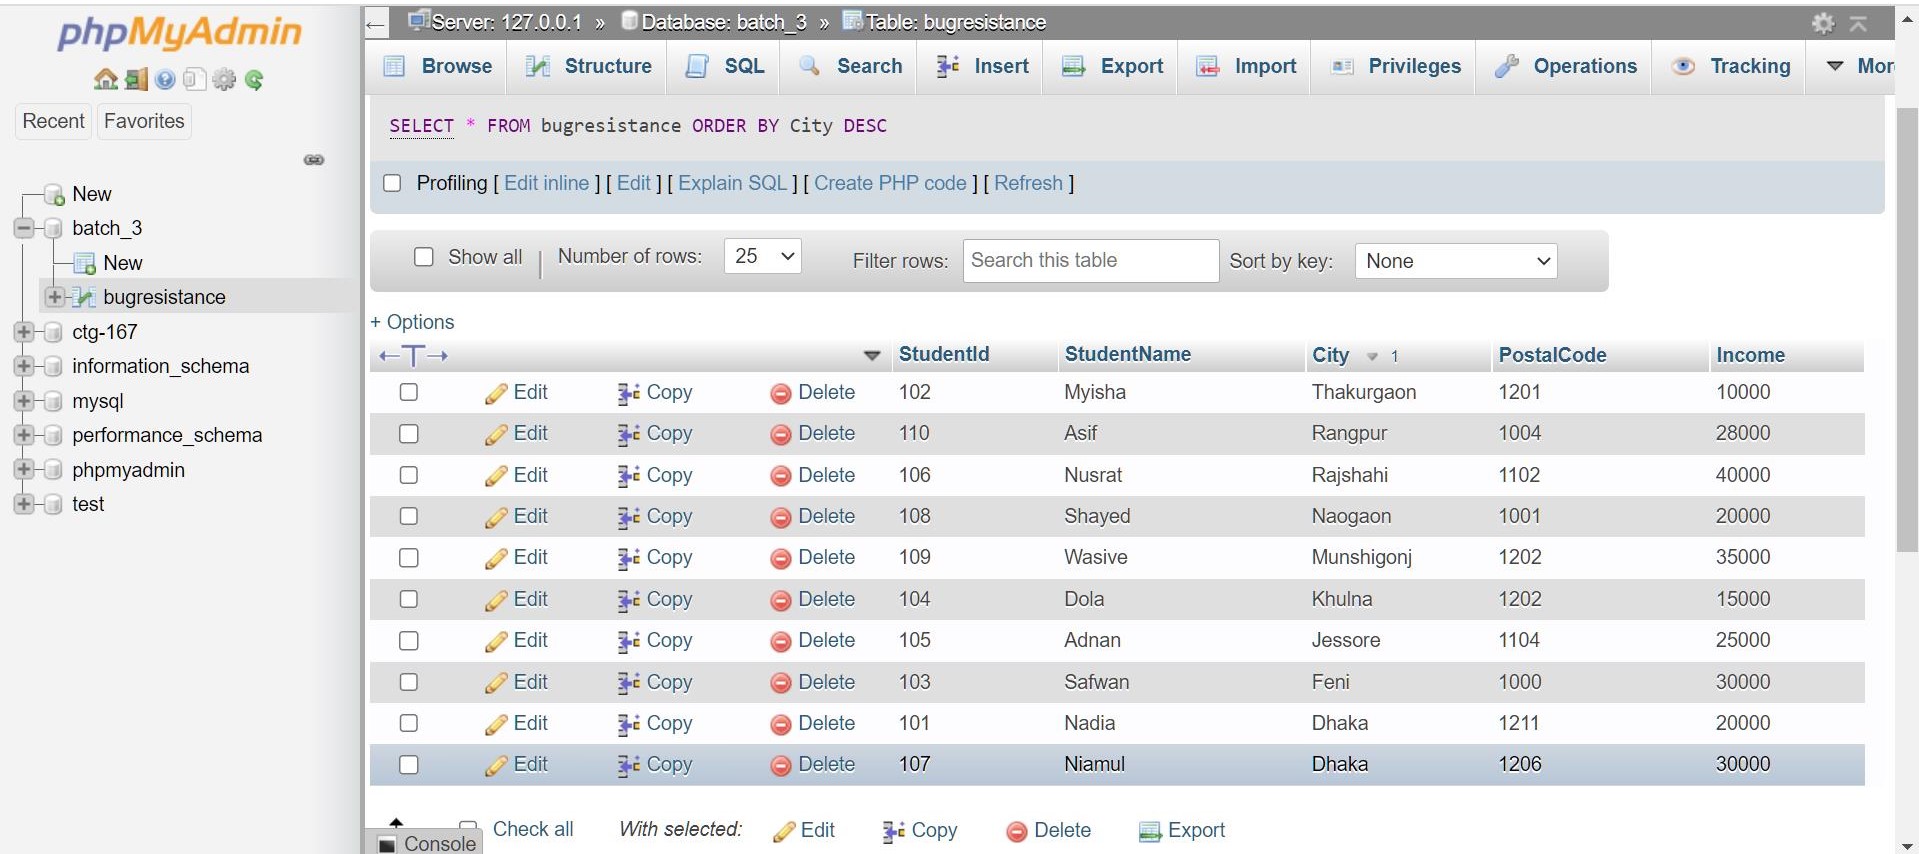 phpMyAdmin
Recent Favorites
New
batch_3
New
bugresistance
ctg-167
information_schema
mysql
performance_schema
phpmyadmin
test
Server: 127.0.0.1 » Database: batch_3 » Table: bugresistance
Browse Structure SQL Search Insert Export Import Privileges Operations Tracking Mor
SELECT * FROM bugresistance ORDER BY City DESC
Profiling [ Edit inline ] [ Edit ] [ Explain SQL ] [ Create PHP code ] [ Refresh ]
Show all | Number of rows: 25 Filter rows: Search this table Sort by key: None
+ Options
←T→ StudentId StudentName City 1 PostalCode Income
Edit Copy Delete 102 Myisha Thakurgaon 1201 10000
Edit Copy Delete 110 Asif Rangpur 1004 28000
Edit Copy Delete 106 Nusrat Rajshahi 1102 40000
Edit Copy Delete 108 Shayed Naogaon 1001 20000
Edit Copy Delete 109 Wasive Munshigonj 1202 35000
Edit Copy Delete 104 Dola Khulna 1202 15000
Edit Copy Delete 105 Adnan Jessore 1104 25000
Edit Copy Delete 103 Safwan Feni 1000 30000
Edit Copy Delete 101 Nadia Dhaka 1211 20000
Edit Copy Delete 107 Niamul Dhaka 1206 30000
Check all With selected: Edit Copy Delete Export
Console